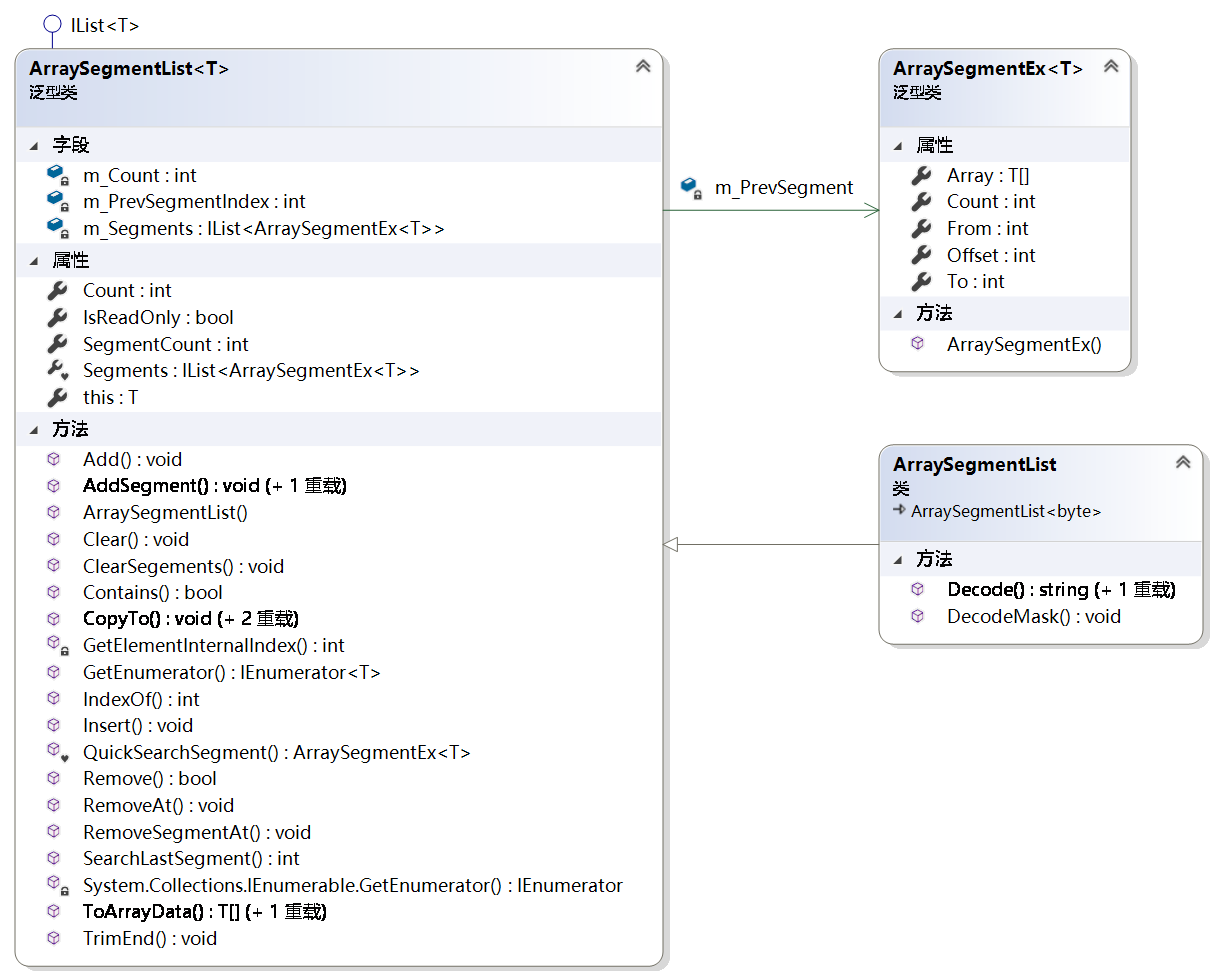 IList<T>
ArraySegmentList<T>
泛型类
字段
m_Count : int
m_PrevSegmentIndex : int
m_Segments : IList<ArraySegmentEx<T>>
属性
Count : int
IsReadOnly : bool
SegmentCount : int
Segments : IList<ArraySegmentEx<T>>
this : T
方法
Add() : void
AddSegment() : void (+ 1 重载)
ArraySegmentList()
Clear() : void
ClearSegements() : void
Contains() : bool
CopyTo() : void (+ 2 重载)
GetElementInternalIndex() : int
GetEnumerator() : IEnumerator<T>
IndexOf() : int
Insert() : void
QuickSearchSegment() : ArraySegmentEx<T>
Remove() : bool
RemoveAt() : void
RemoveSegmentAt() : void
SearchLastSegment() : int
System.Collections.IEnumerable.GetEnumerator() : IEnumerator
ToArrayData() : T[] (+ 1 重载)
TrimEnd() : void
m_PrevSegment
ArraySegmentEx<T>
泛型类
属性
Array : T[]
Count : int
From : int
Offset : int
To : int
方法
ArraySegmentEx()
ArraySegmentList
类
ArraySegmentList<byte>
方法
Decode() : string (+ 1 重载)
DecodeMask() : void